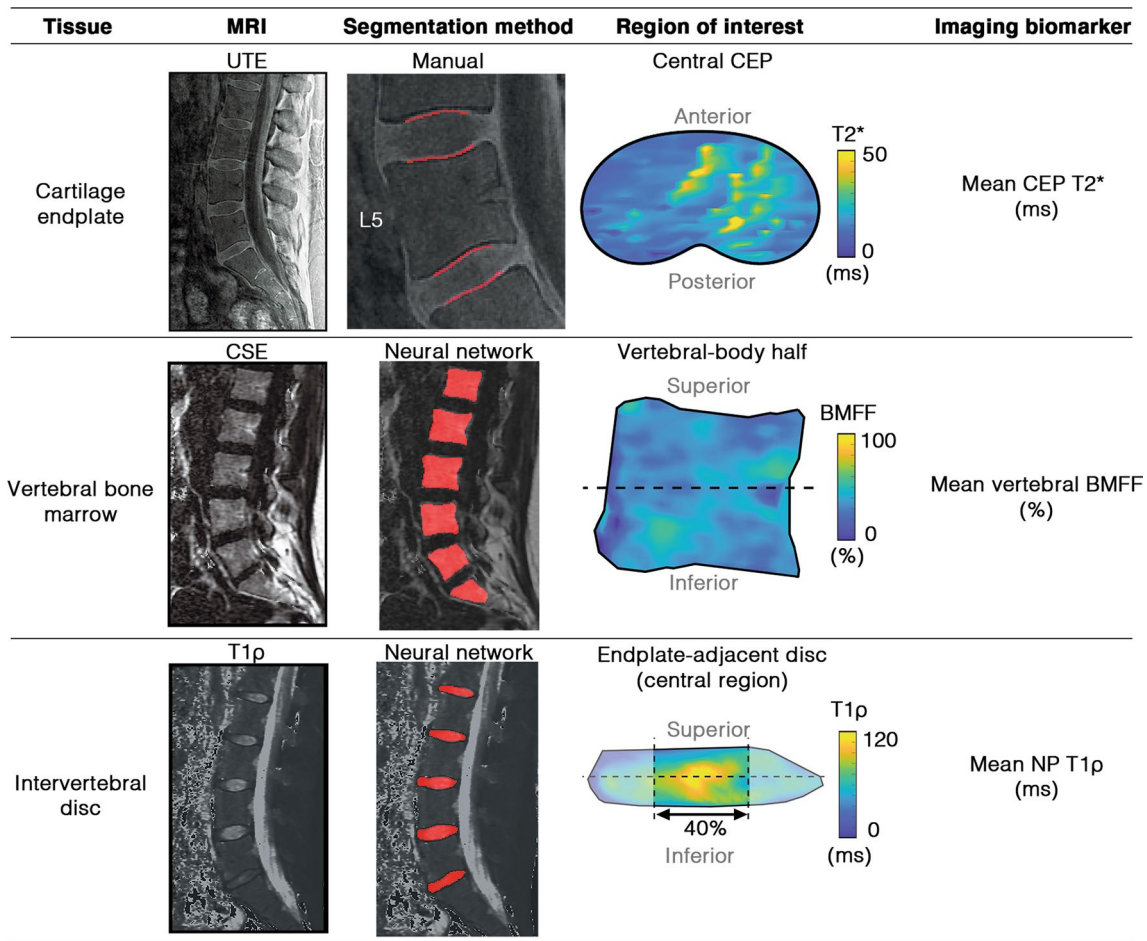 Tissue MRI Segmentation method Region of interest Imaging biomarker
UTE Manual Central CEP
Anterior
T2*
50
Cartilage
endplate
L5
Mean CEP T2*
(ms)
0
(ms)
Posterior
CSE Neural network Vertebral-body half
Superior
BMFF
100
Vertebral bone
marrow
Mean vertebral BMFF
(%)
0
(%)
Inferior
T1ρ Neural network Endplate-adjacent disc
(central region)
Superior
T1ρ
120
Intervertebral
disc
Mean NP T1ρ
(ms)
40%
0
(ms)
Inferior